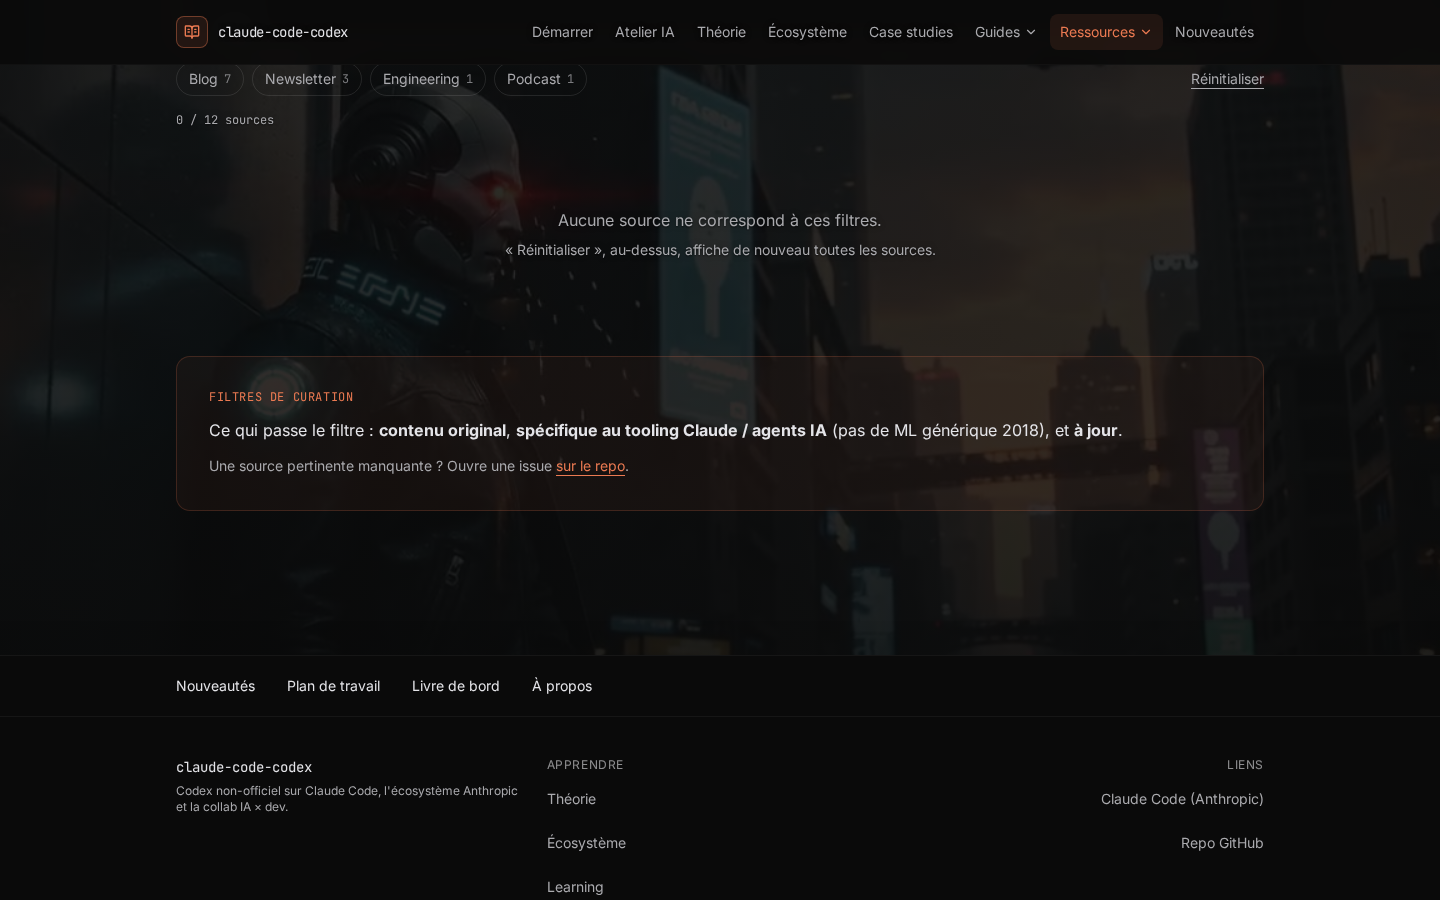 claude-code-codex
Démarrer Atelier IA Théorie Écosystème Case studies Guides Ressources Nouveautés
Blog 7 Newsletter 3 Engineering 1 Podcast 1 Réinitialiser
0 / 12 sources
Aucune source ne correspond à ces filtres.
« Réinitialiser », au-dessus, affiche de nouveau toutes les sources.
FILTRES DE CURATION
Ce qui passe le filtre : contenu original, spécifique au tooling Claude / agents IA (pas de ML générique 2018), et à jour.
Une source pertinente manquante ? Ouvre une issue sur le repo.
Nouveautés Plan de travail Livre de bord À propos
claude-code-codex
Codex non-officiel sur Claude Code, l'écosystème Anthropic
et la collab IA × dev.
APPRENDRE
Théorie
Écosystème
Learning
LIENS
Claude Code (Anthropic)
Repo GitHub